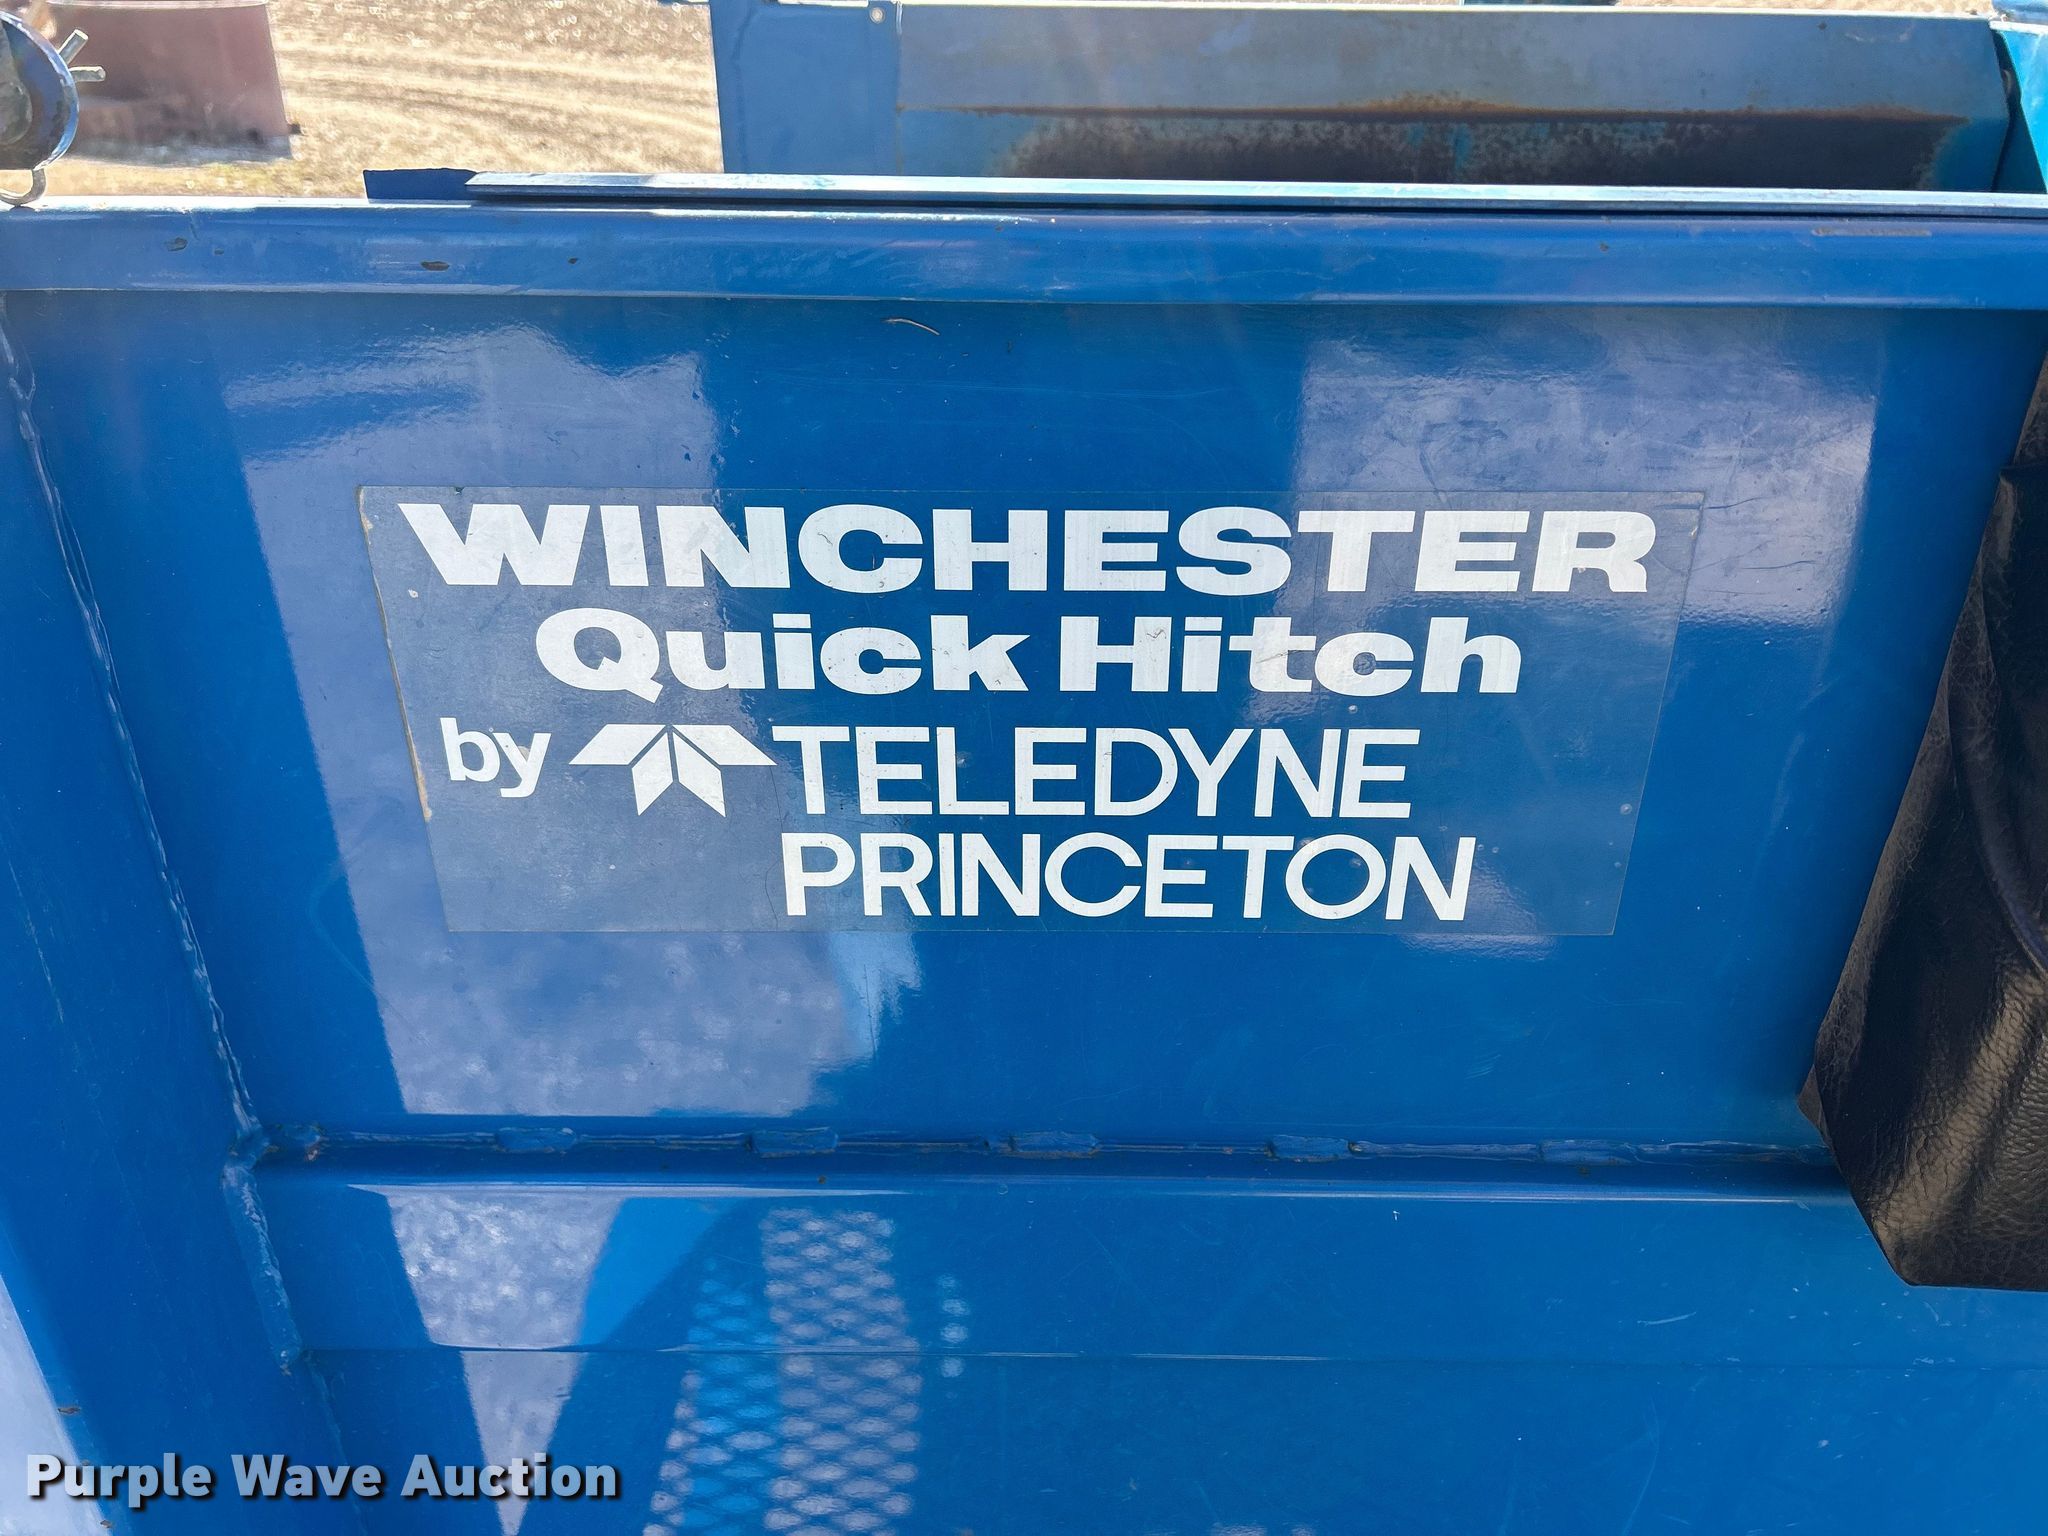 WINCHESTER
Quick Hitch
by TELEDYNE
PRINCETON
Purple Wave Auction